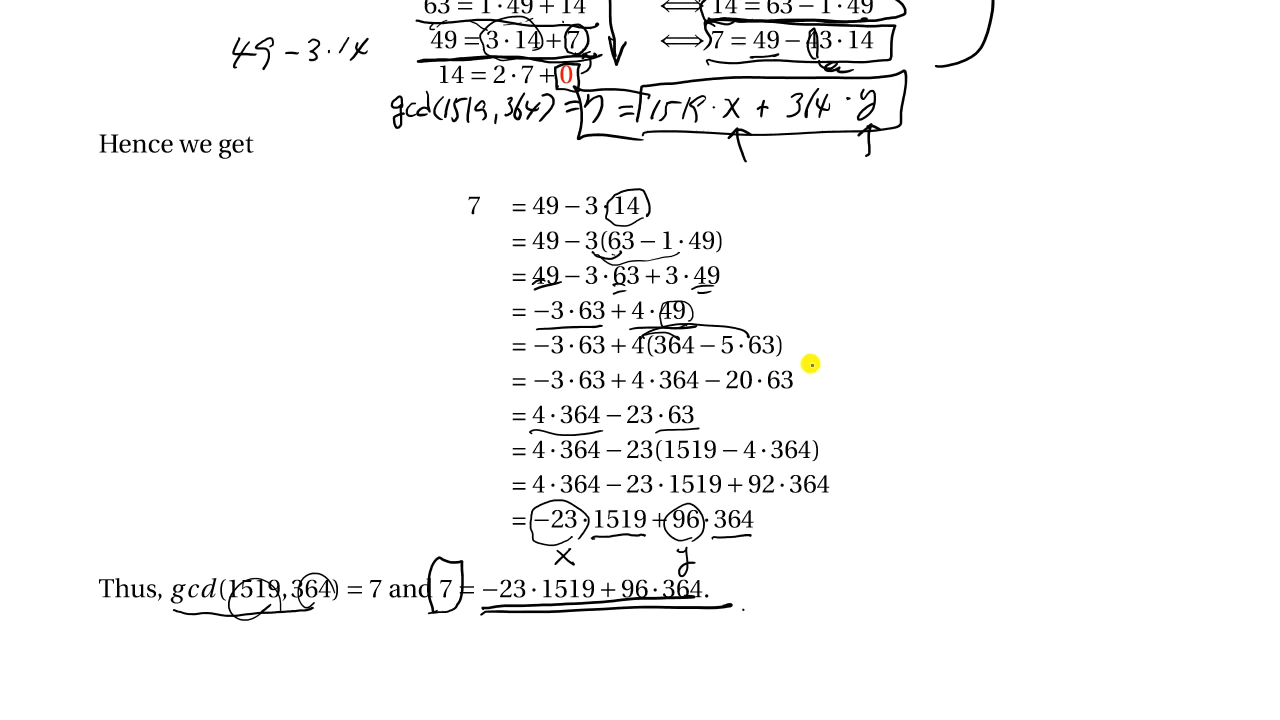 63 = 1 · 49 + 14 ⟺ 14 = 63 − 1 · 49
49 − 3 · 14
49 = 3 · 14 + 7 ⟺ 7 = 49 − 3 · 14
14 = 2 · 7 + 0
gcd(1519, 364) = 7 = 1519 · x + 364 · y
Hence we get
7 = 49 − 3 · 14
= 49 − 3(63 − 1 · 49)
= 49 − 3 · 63 + 3 · 49
= −3 · 63 + 4 · 49
= −3 · 63 + 4(364 − 5 · 63)
= −3 · 63 + 4 · 364 − 20 · 63
= 4 · 364 − 23 · 63
= 4 · 364 − 23(1519 − 4 · 364)
= 4 · 364 − 23 · 1519 + 92 · 364
= −23 · 1519 + 96 · 364
x y
Thus, gcd(1519, 364) = 7 and 7 = −23 · 1519 + 96 · 364.